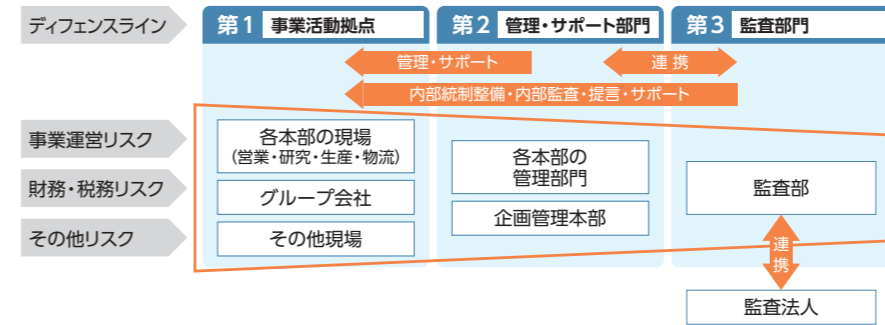 ディフェンスライン
第1 事業活動拠点
第2 管理・サポート部門
第3 監査部門
管理・サポート
連携
内部統制整備・内部監査・提言・サポート
事業運営リスク
財務・税務リスク
その他リスク
各本部の現場
(営業・研究・生産・物流)
グループ会社
その他現場
各本部の
管理部門
企画管理本部
監査部
連
携
監査法人